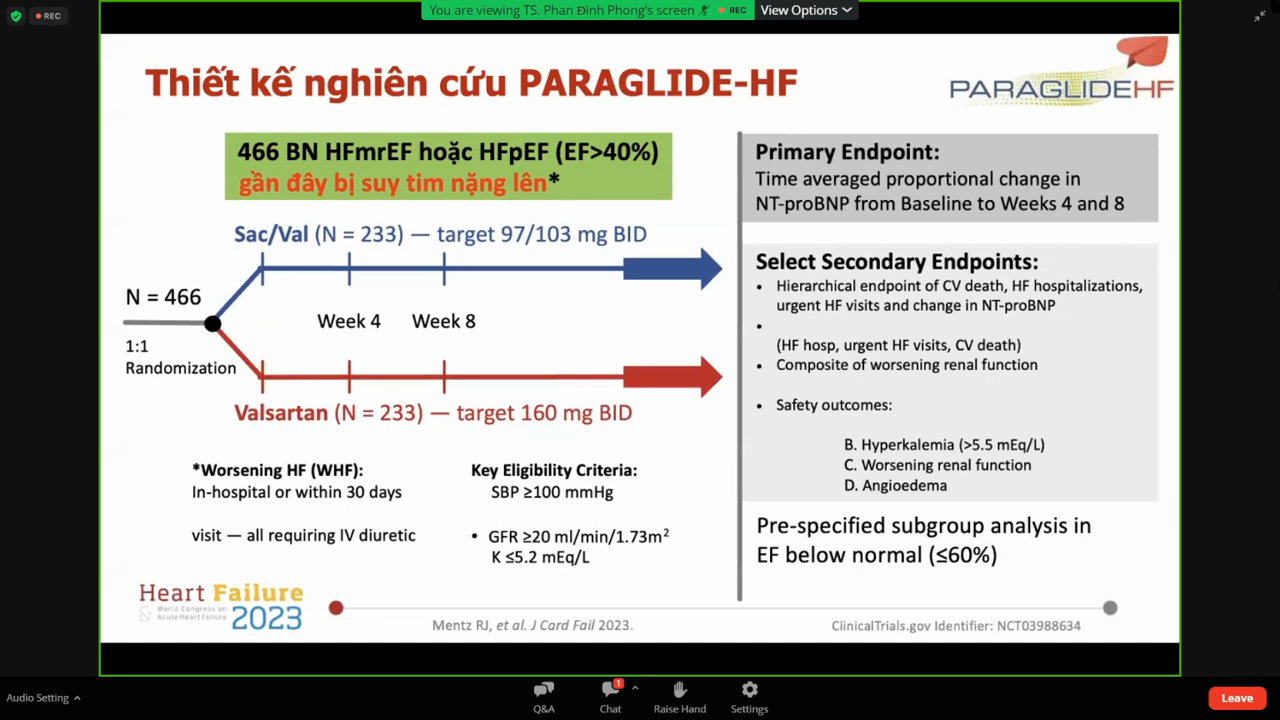 You are viewing TS. Phan Đình Phong's screen
REC
View Options
REC
Thiết kế nghiên cứu PARAGLIDE-HF
PARAGLIDEHF
466 BN HFmrEF hoặc HFpEF (EF>40%)
gần đây bị suy tim nặng lên*
Sac/Val (N = 233) — target 97/103 mg BID
N = 466
Week 4
Week 8
1:1
Randomization
Valsartan (N = 233) — target 160 mg BID
*Worsening HF (WHF):
In-hospital or within 30 days
visit — all requiring IV diuretic
Key Eligibility Criteria:
SBP ≥100 mmHg
• GFR ≥20 ml/min/1.73m²
K ≤5.2 mEq/L
Primary Endpoint:
Time averaged proportional change in
NT-proBNP from Baseline to Weeks 4 and 8
Select Secondary Endpoints:
• Hierarchical endpoint of CV death, HF hospitalizations,
urgent HF visits and change in NT-proBNP
•
(HF hosp, urgent HF visits, CV death)
• Composite of worsening renal function
• Safety outcomes:
B. Hyperkalemia (>5.5 mEq/L)
C. Worsening renal function
D. Angioedema
Pre-specified subgroup analysis in
EF below normal (≤60%)
Heart Failure
& World Congress on
Acute Heart Failure
2023
Mentz RJ, et al. J Card Fail 2023.
ClinicalTrials.gov Identifier: NCT03988634
Audio Setting
Q&A
1
Chat
Raise Hand
Settings
Leave